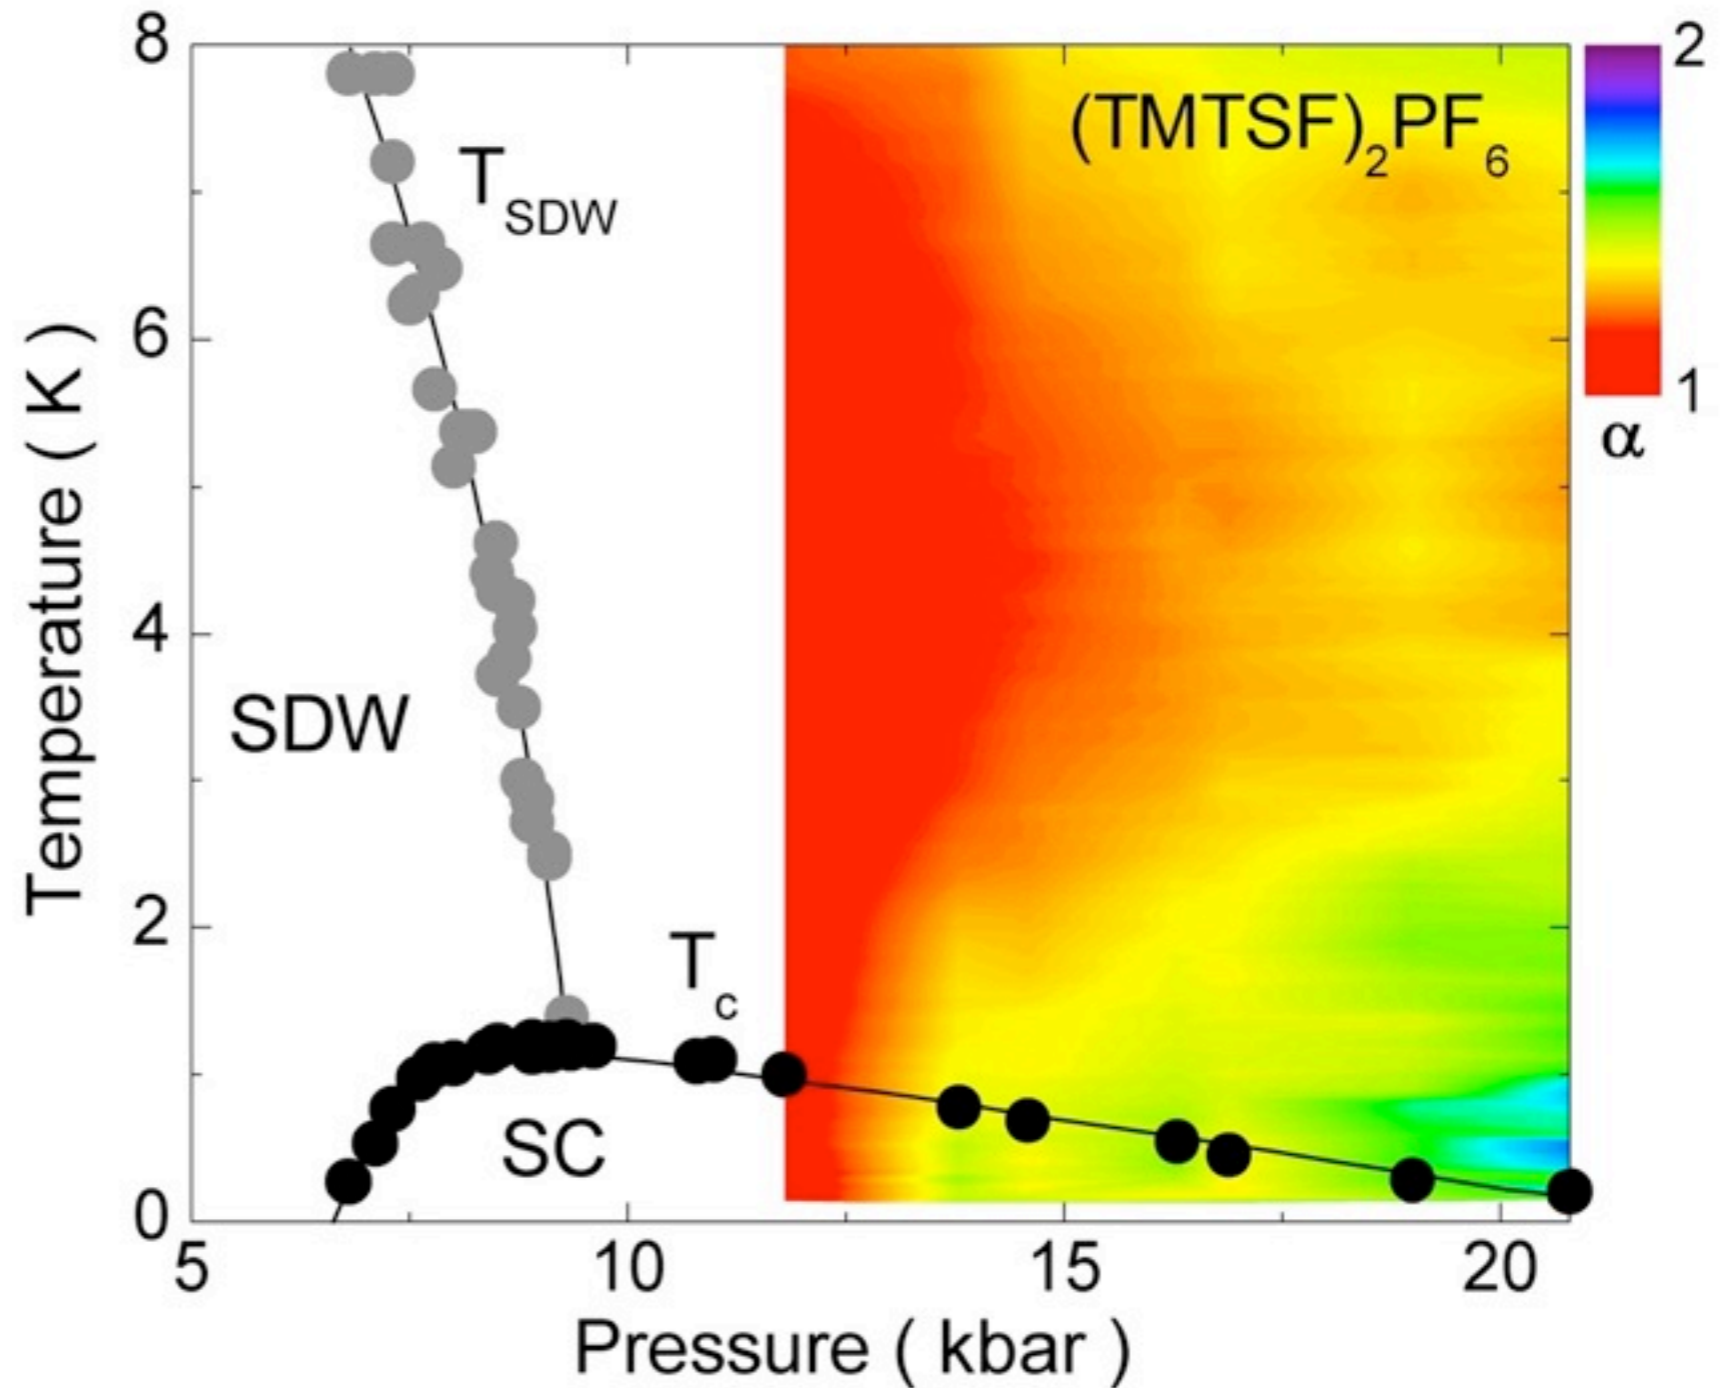 8
6
4
2
0
Temperature ( K )
T_SDW
(TMTSF)₂PF₆
SDW
T_c
SC
5 10 15 20
Pressure ( kbar )
2
1
α